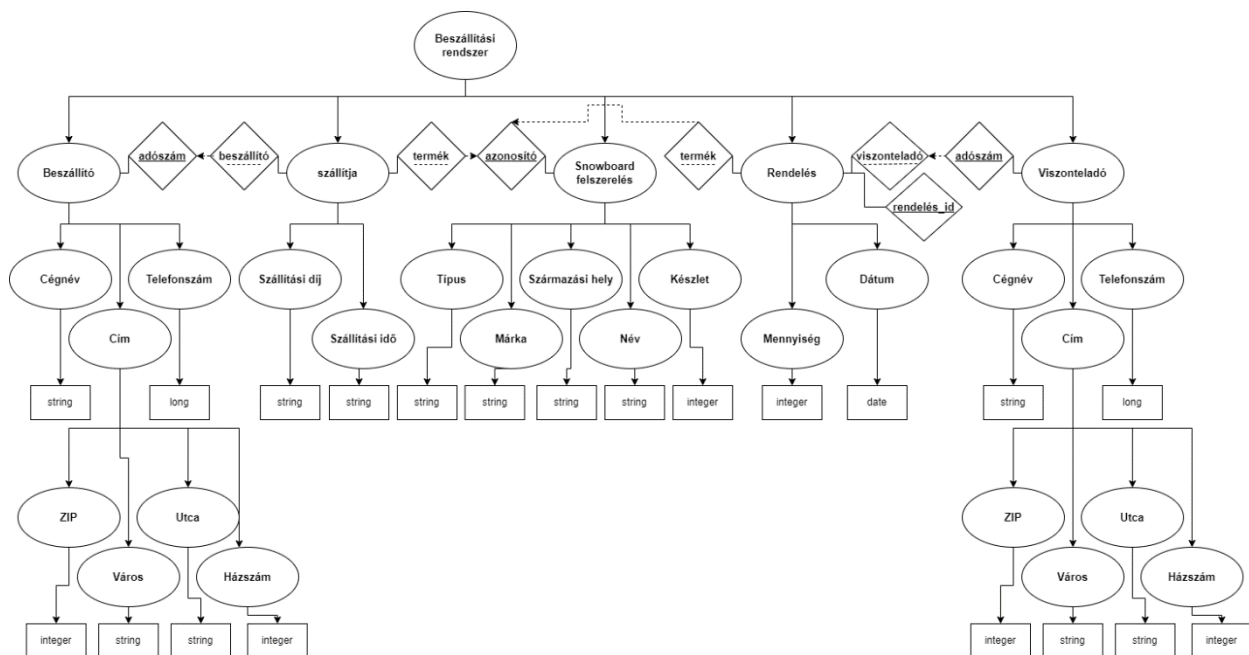 Beszállítási
rendszer
adószám
beszállító
termék
azonosító
termék
viszonteladó
adószám
Beszállító
szállítja
Snowboard
felszerelés
Rendelés
Viszonteladó
rendelés_id
Cégnév
Telefonszám
Szállítási díj
Típus
Származási hely
Készlet
Dátum
Cégnév
Telefonszám
Cím
Szállítási idő
Márka
Név
Mennyiség
Cím
string
long
string
string
string
string
string
string
integer
integer
date
string
long
ZIP
Utca
ZIP
Utca
Város
Házszám
Város
Házszám
integer
string
string
integer
integer
string
string
integer